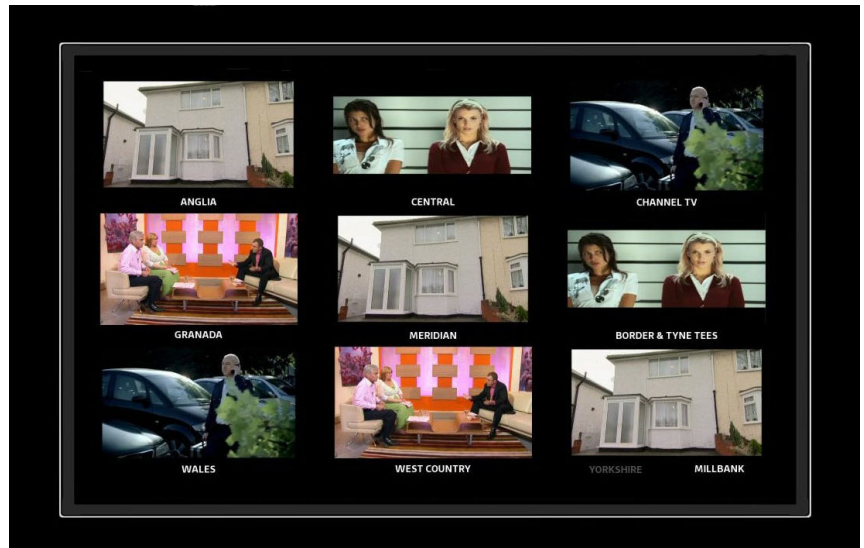 ANGLIA
CENTRAL
CHANNEL TV
GRANADA
MERIDIAN
BORDER & TYNE TEES
WALES
WEST COUNTRY
YORKSHIRE MILLBANK